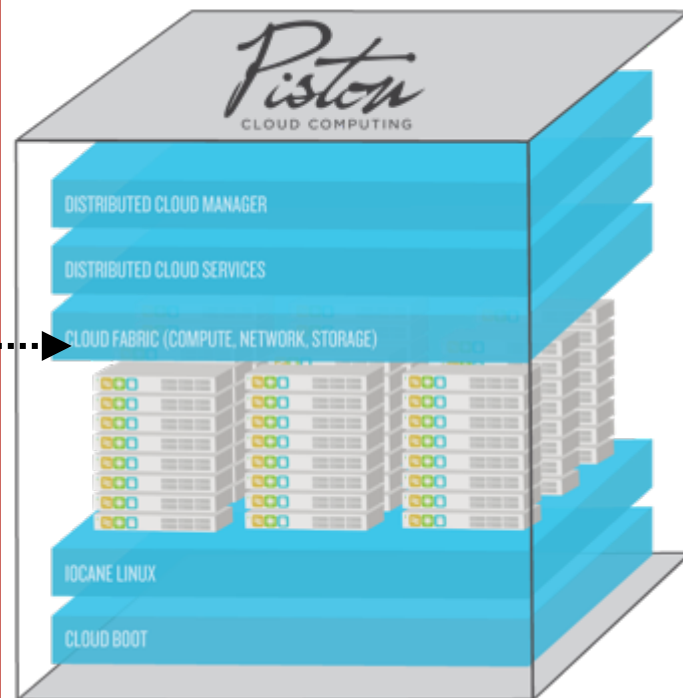 Piston
CLOUD COMPUTING
DISTRIBUTED CLOUD MANAGER
DISTRIBUTED CLOUD SERVICES
CLOUD FABRIC (COMPUTE, NETWORK, STORAGE)
IOCANE LINUX
CLOUD BOOT